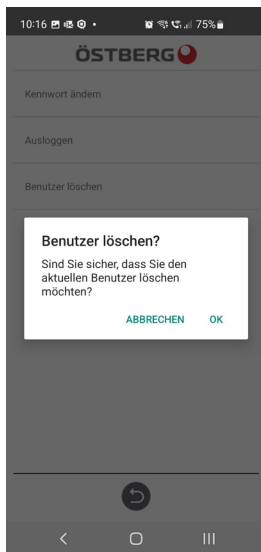 10:16 75%
ÖSTBERG
Kennwort ändern
Ausloggen
Benutzer löschen
Benutzer löschen?
Sind Sie sicher, dass Sie den
aktuellen Benutzer löschen
möchten?
ABBRECHEN OK